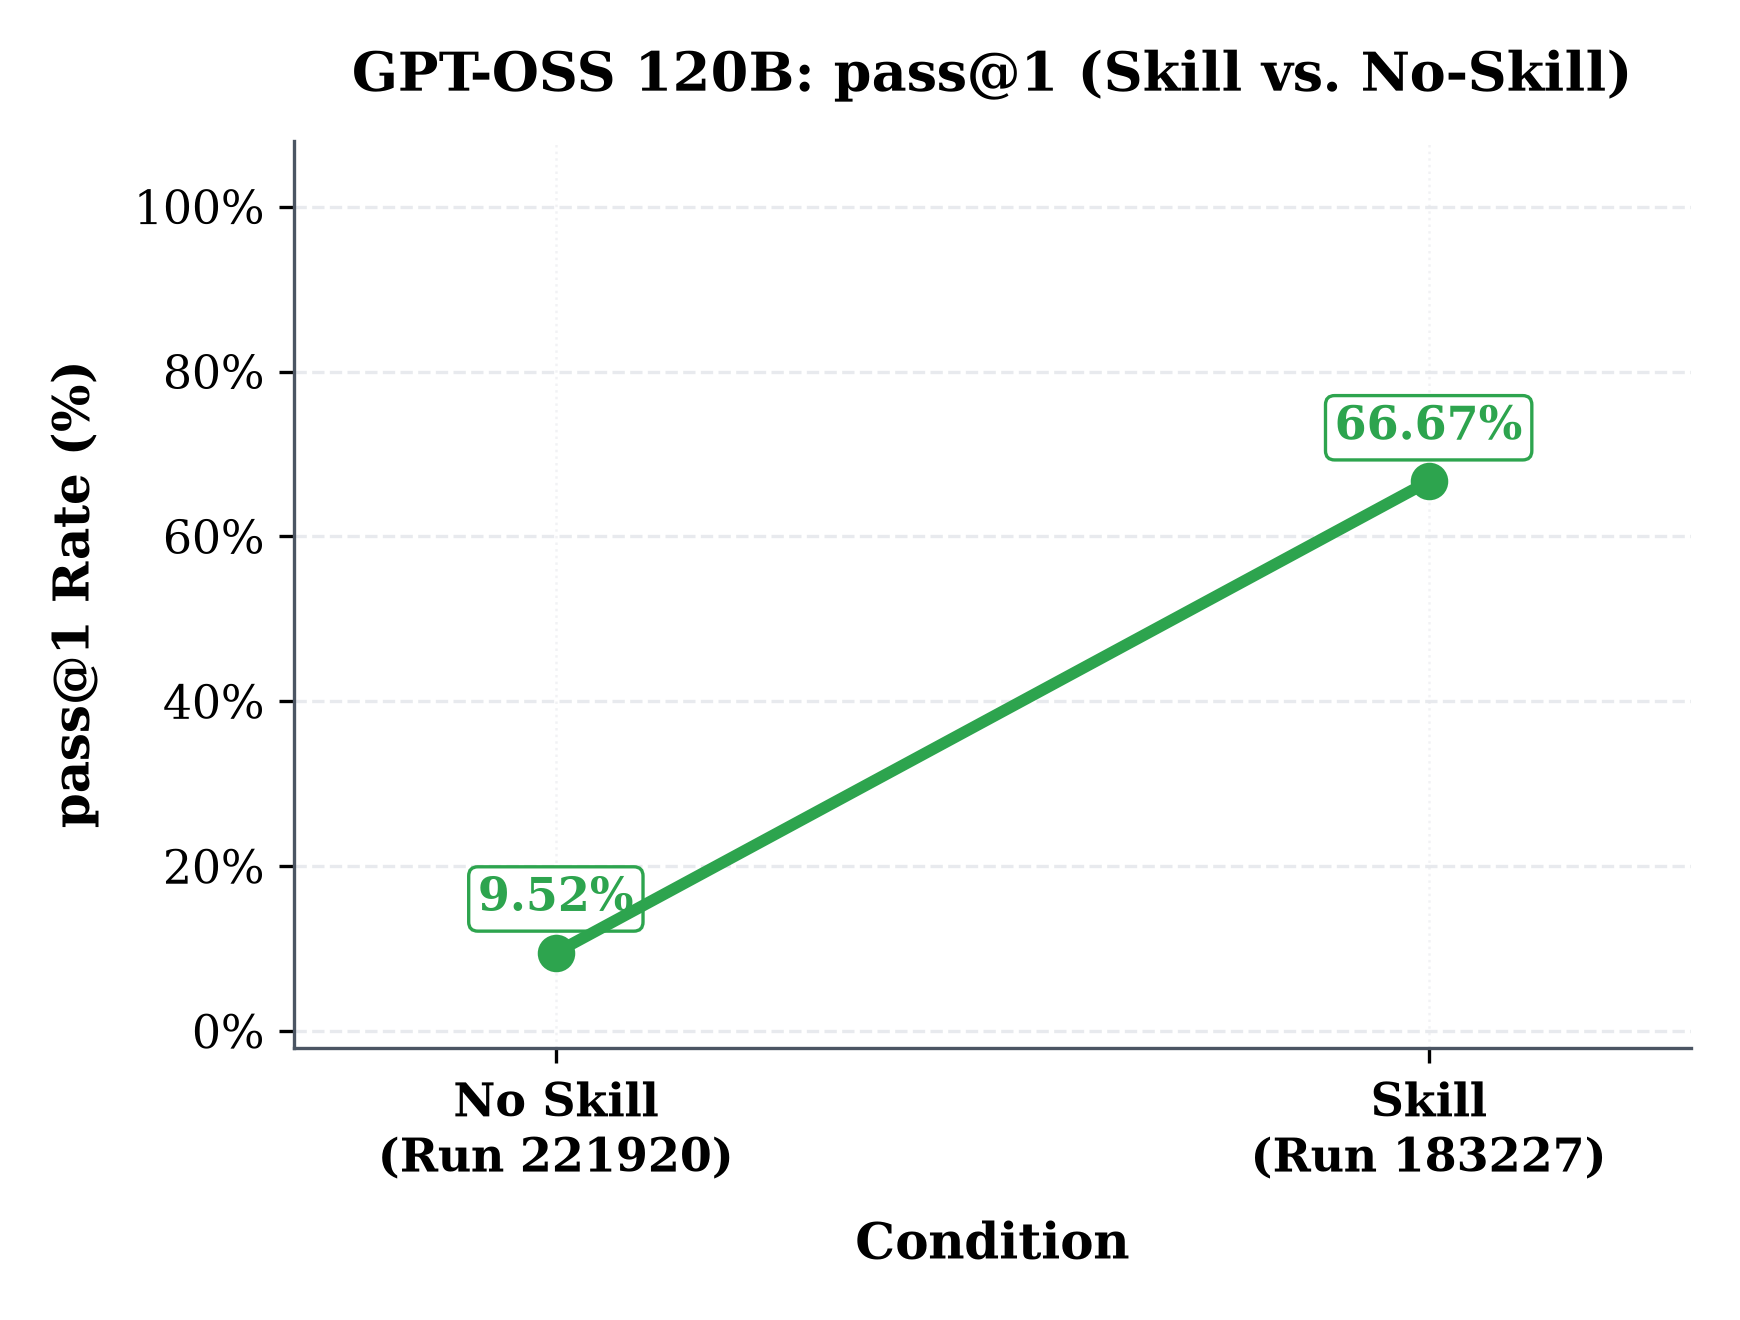 GPT-OSS 120B: pass@1 (Skill vs. No-Skill)
pass@1 Rate (%)
100%
80%
60%
40%
20%
0%
66.67%
9.52%
No Skill
(Run 221920)
Skill
(Run 183227)
Condition